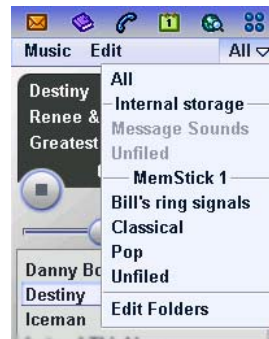 Music Edit All
All
Internal storage
Message Sounds
Unfiled
MemStick 1
Bill's ring signals
Classical
Pop
Unfiled
Edit Folders
Destiny
Renee &
Greatest
Danny Bo
Destiny
Iceman